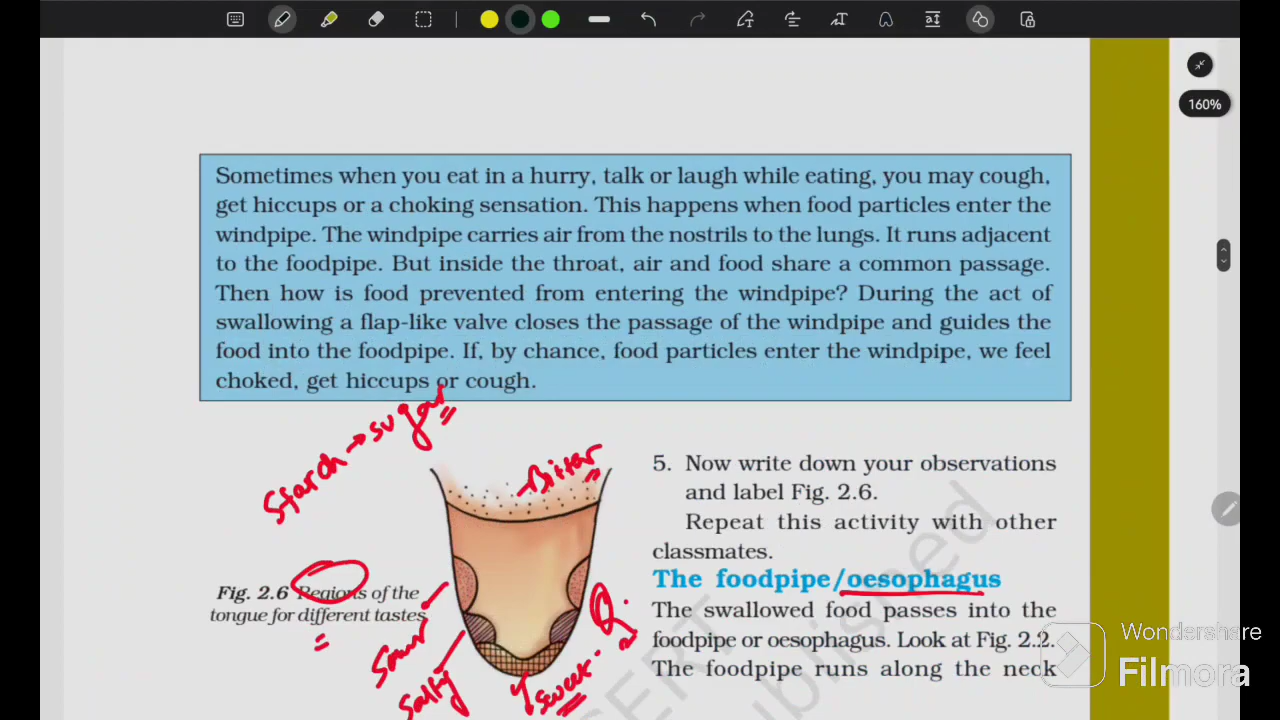 160%
Sometimes when you eat in a hurry, talk or laugh while eating, you may cough,
get hiccups or a choking sensation. This happens when food particles enter the
windpipe. The windpipe carries air from the nostrils to the lungs. It runs adjacent
to the foodpipe. But inside the throat, air and food share a common passage.
Then how is food prevented from entering the windpipe? During the act of
swallowing a flap-like valve closes the passage of the windpipe and guides the
food into the foodpipe. If, by chance, food particles enter the windpipe, we feel
choked, get hiccups or cough.
Starch → sugar
Bitter
Fig. 2.6 Regions of the
tongue for different tastes
Sour
Salty
Sweet
Q.
5. Now write down your observations
and label Fig. 2.6.
Repeat this activity with other
classmates.
The foodpipe/oesophagus
The swallowed food passes into the
foodpipe or oesophagus. Look at Fig. 2.2.
The foodpipe runs along the neck
published
Wondershare
Filmora